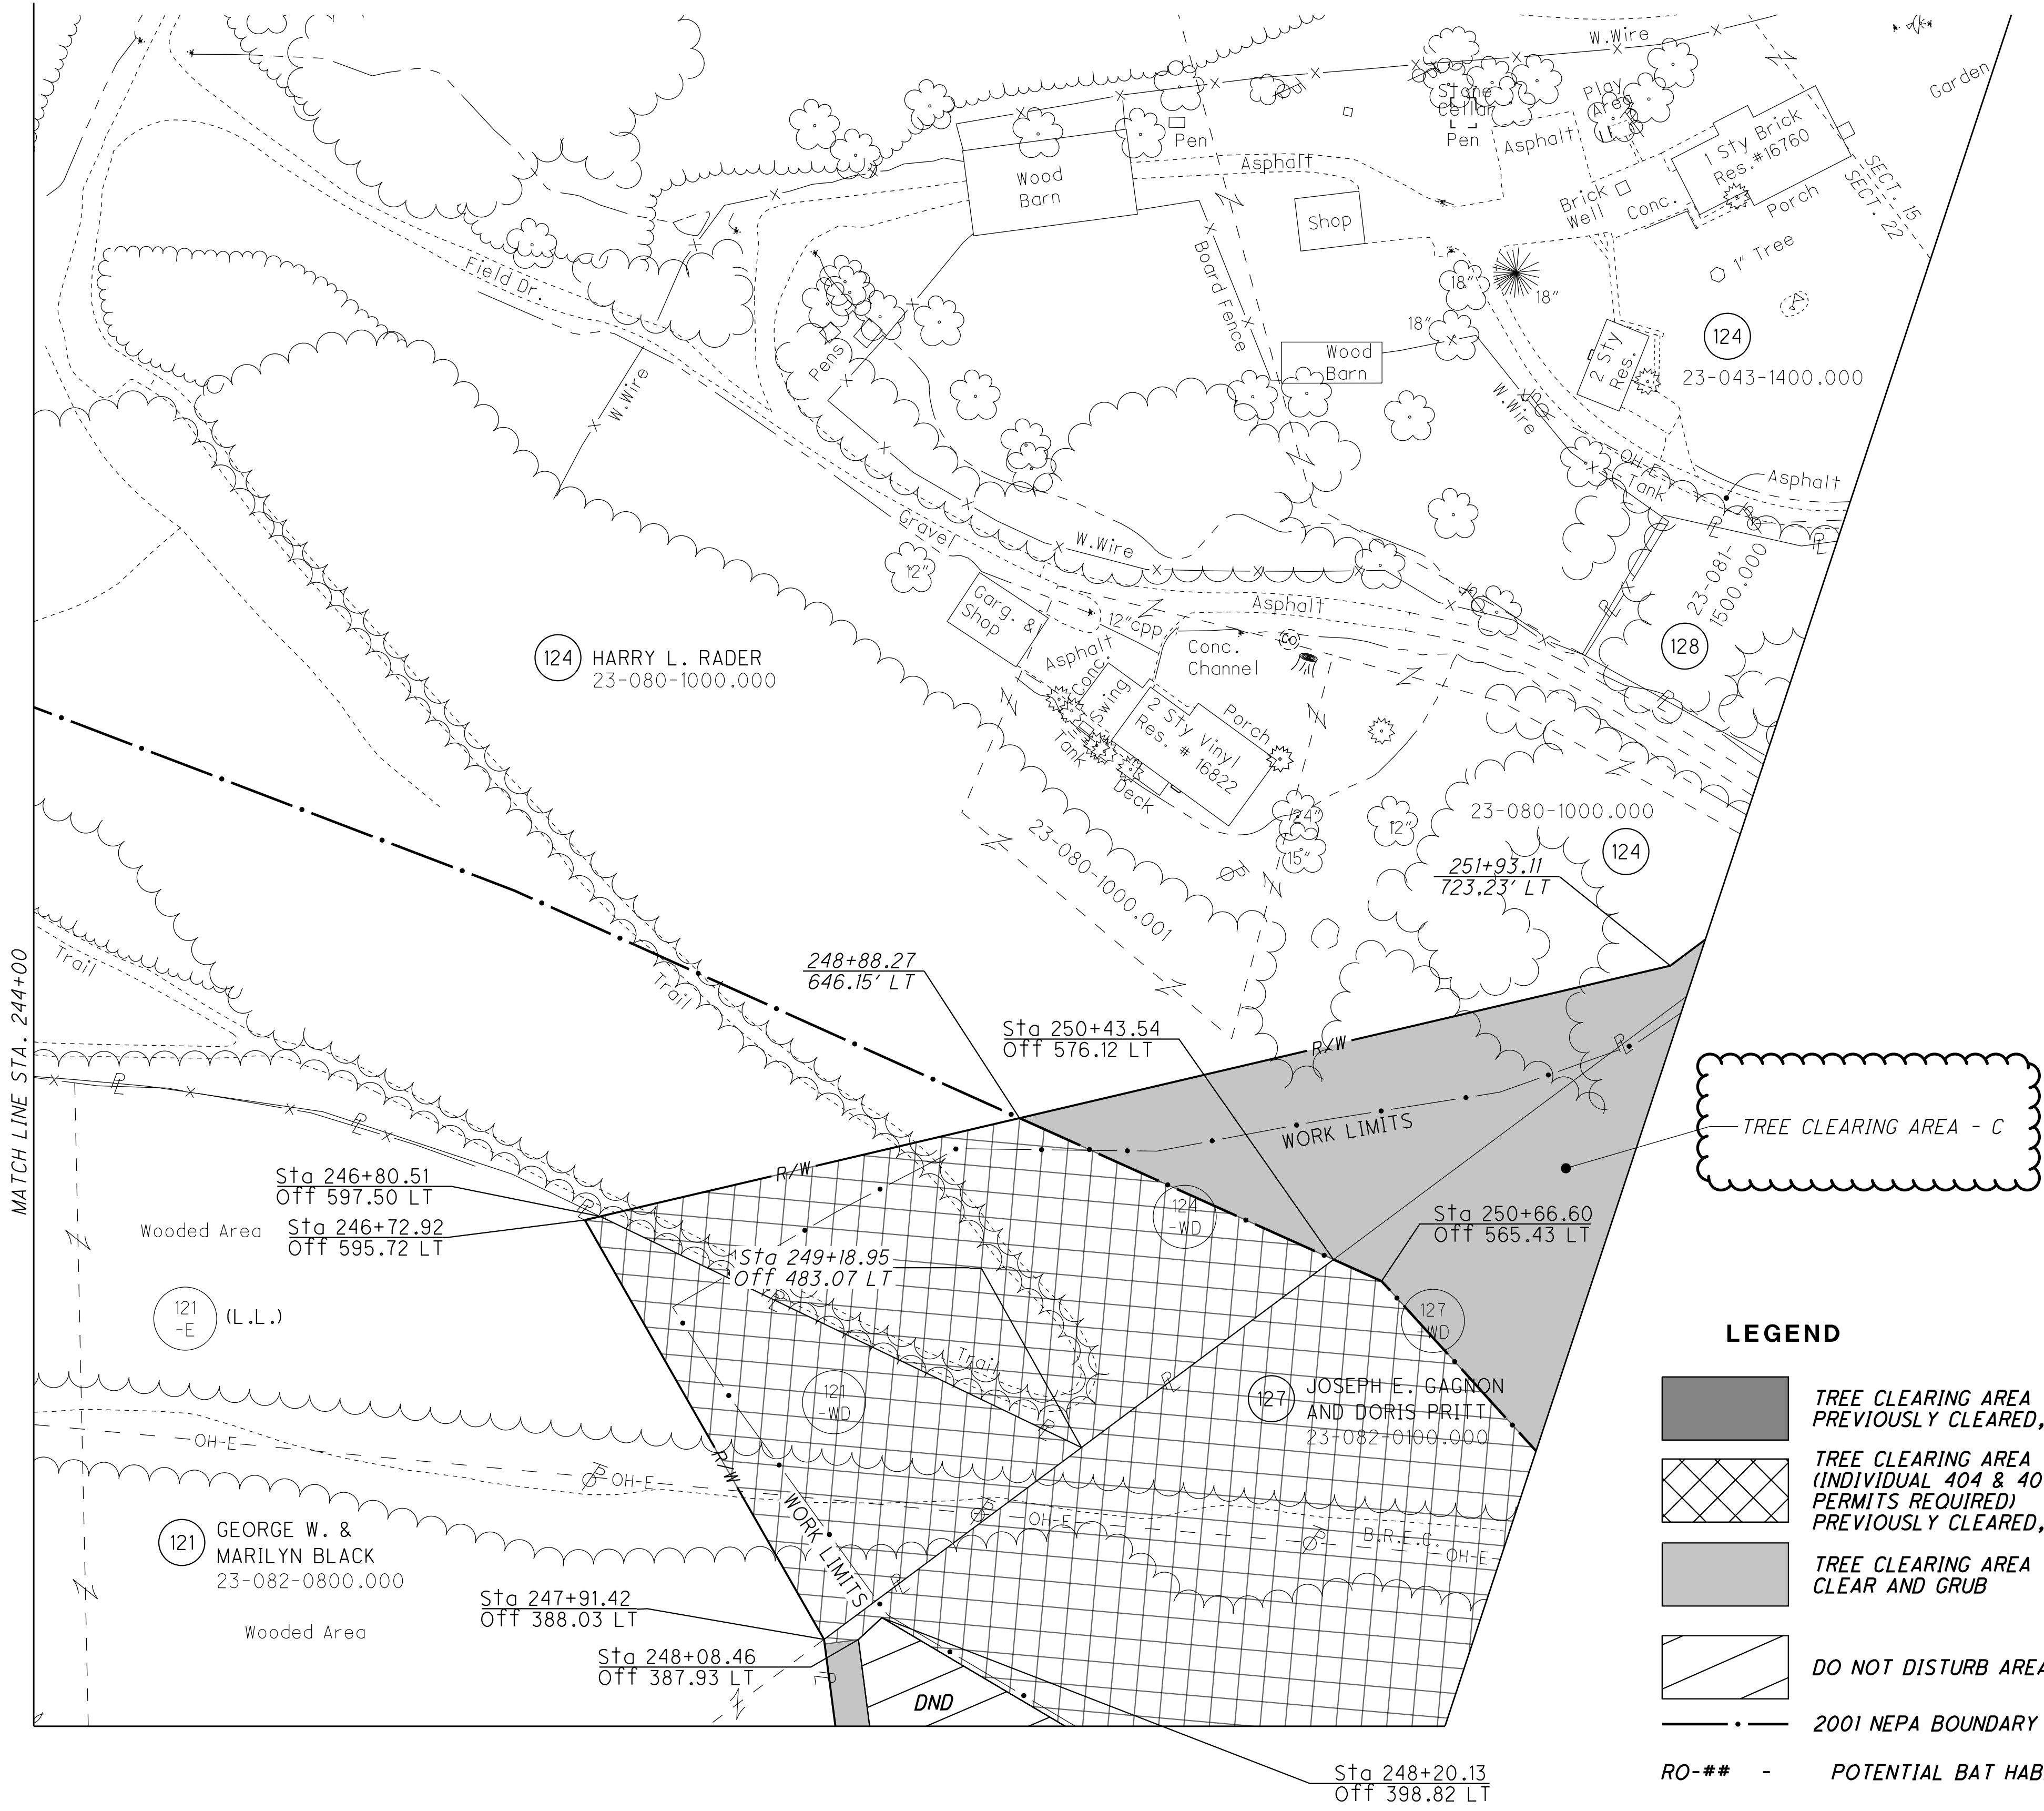 W.Wire
Garden
Stone
Cellar
Play
Area
Pen
Pen
Asphalt
1 Sty Brick
Res.#16760
SECT. 15
SECT. 22
Wood
Barn
Asphalt
Shop
Brick
Well
Conc.
Porch
1" Tree
Field Dr.
Board Fence
18"
18"
18"
Pens
W.Wire
Wood
Barn
2 Sty
Res.
124
23-043-1400.000
W.Wire
OH-E
Tank
Asphalt
Gravel
12"
W.Wire
23-081-
1500.000
128
Garg. &
Shop
Asphalt
12"cpp
Conc.
Channel
CO
Asphalt
Conc.
Swing
Tank
Deck
2 Sty Vinyl
Res. # 16822
Porch
124
HARRY L. RADER
23-080-1000.000
24"
15"
12"
23-080-1000.001
23-080-1000.000
124
251+93.11
723.23' LT
MATCH LINE STA. 244+00
Trail
Trail
248+88.27
646.15' LT
Sta 250+43.54
Off 576.12 LT
R/W
WORK LIMITS
TREE CLEARING AREA - C
Sta 246+80.51
Off 597.50 LT
R/W
Sta 246+72.92
Off 595.72 LT
Wooded Area
124
-WD
Sta 250+66.60
Off 565.43 LT
Sta 249+18.95
Off 483.07 LT
121
-E
(L.L.)
127
-WD
Trail
121
-WD
127
JOSEPH E. GAGNON
AND DORIS PRITT
23-082-0100.000
OH-E
OH-E
OH-E
B.R.E.C.
OH-E
R/W
WORK LIMITS
121
GEORGE W. &
MARILYN BLACK
23-082-0800.000
Wooded Area
Sta 247+91.42
Off 388.03 LT
Sta 248+08.46
Off 387.93 LT
DND
Sta 248+20.13
Off 398.82 LT
LEGEND
TREE CLEARING AREA
PREVIOUSLY CLEARED,
TREE CLEARING AREA
(INDIVIDUAL 404 & 40
PERMITS REQUIRED)
PREVIOUSLY CLEARED,
TREE CLEARING AREA
CLEAR AND GRUB
DO NOT DISTURB AREA
2001 NEPA BOUNDARY
RO-## - POTENTIAL BAT HAB